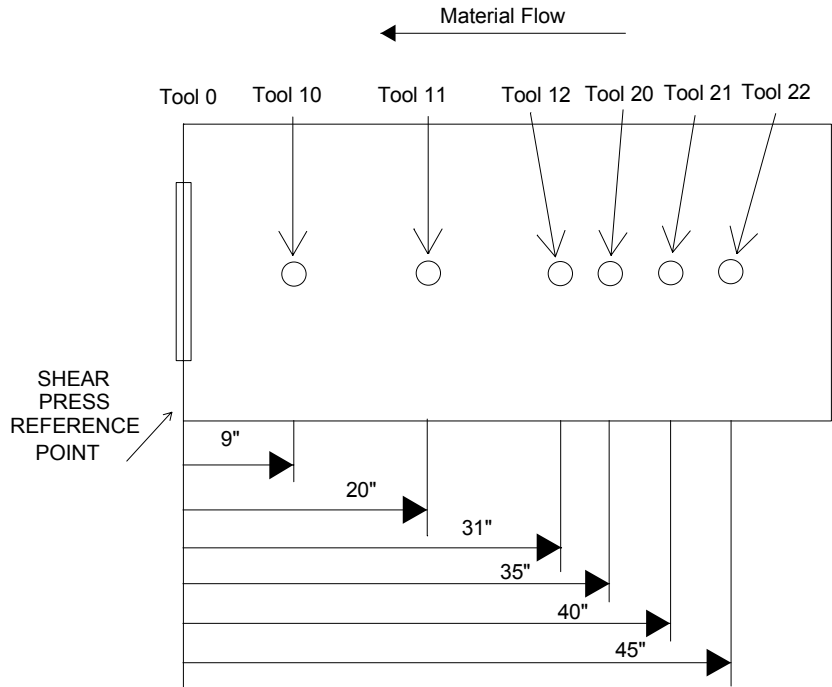 Material Flow
Tool 0
Tool 10
Tool 11
Tool 12
Tool 20
Tool 21
Tool 22
SHEAR
PRESS
REFERENCE
POINT
9"
20"
31"
35"
40"
45"